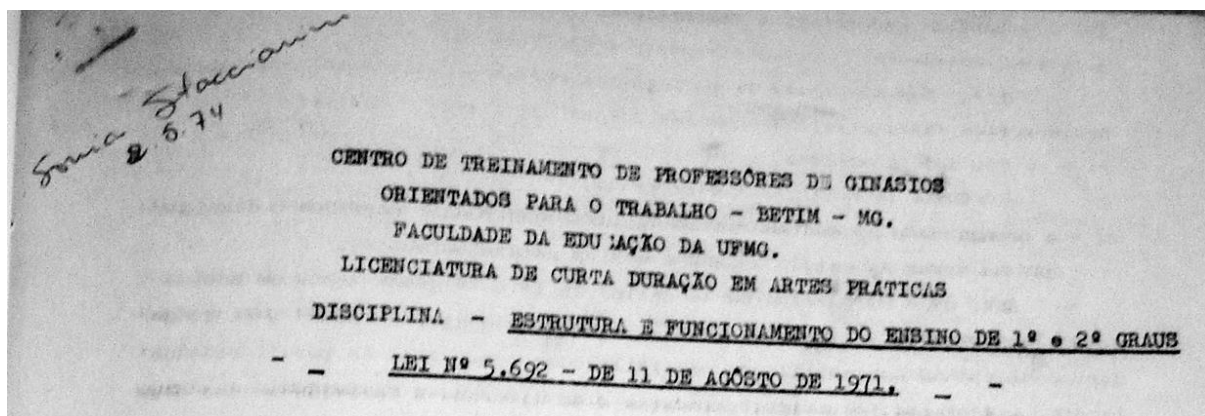 Sonia Staccianini
2.5.74
CENTRO DE TREINAMENTO DE PROFESSÔRES DE GINASIOS
ORIENTADOS PARA O TRABALHO - BETIM - MG.
FACULDADE DA EDUCAÇÃO DA UFMG.
LICENCIATURA DE CURTA DURAÇÃO EM ARTES PRATICAS
DISCIPLINA - ESTRUTURA E FUNCIONAMENTO DO ENSINO DE 1º e 2º GRAUS
- - LEI Nº 5.692 - DE 11 DE AGÔSTO DE 1971. - -